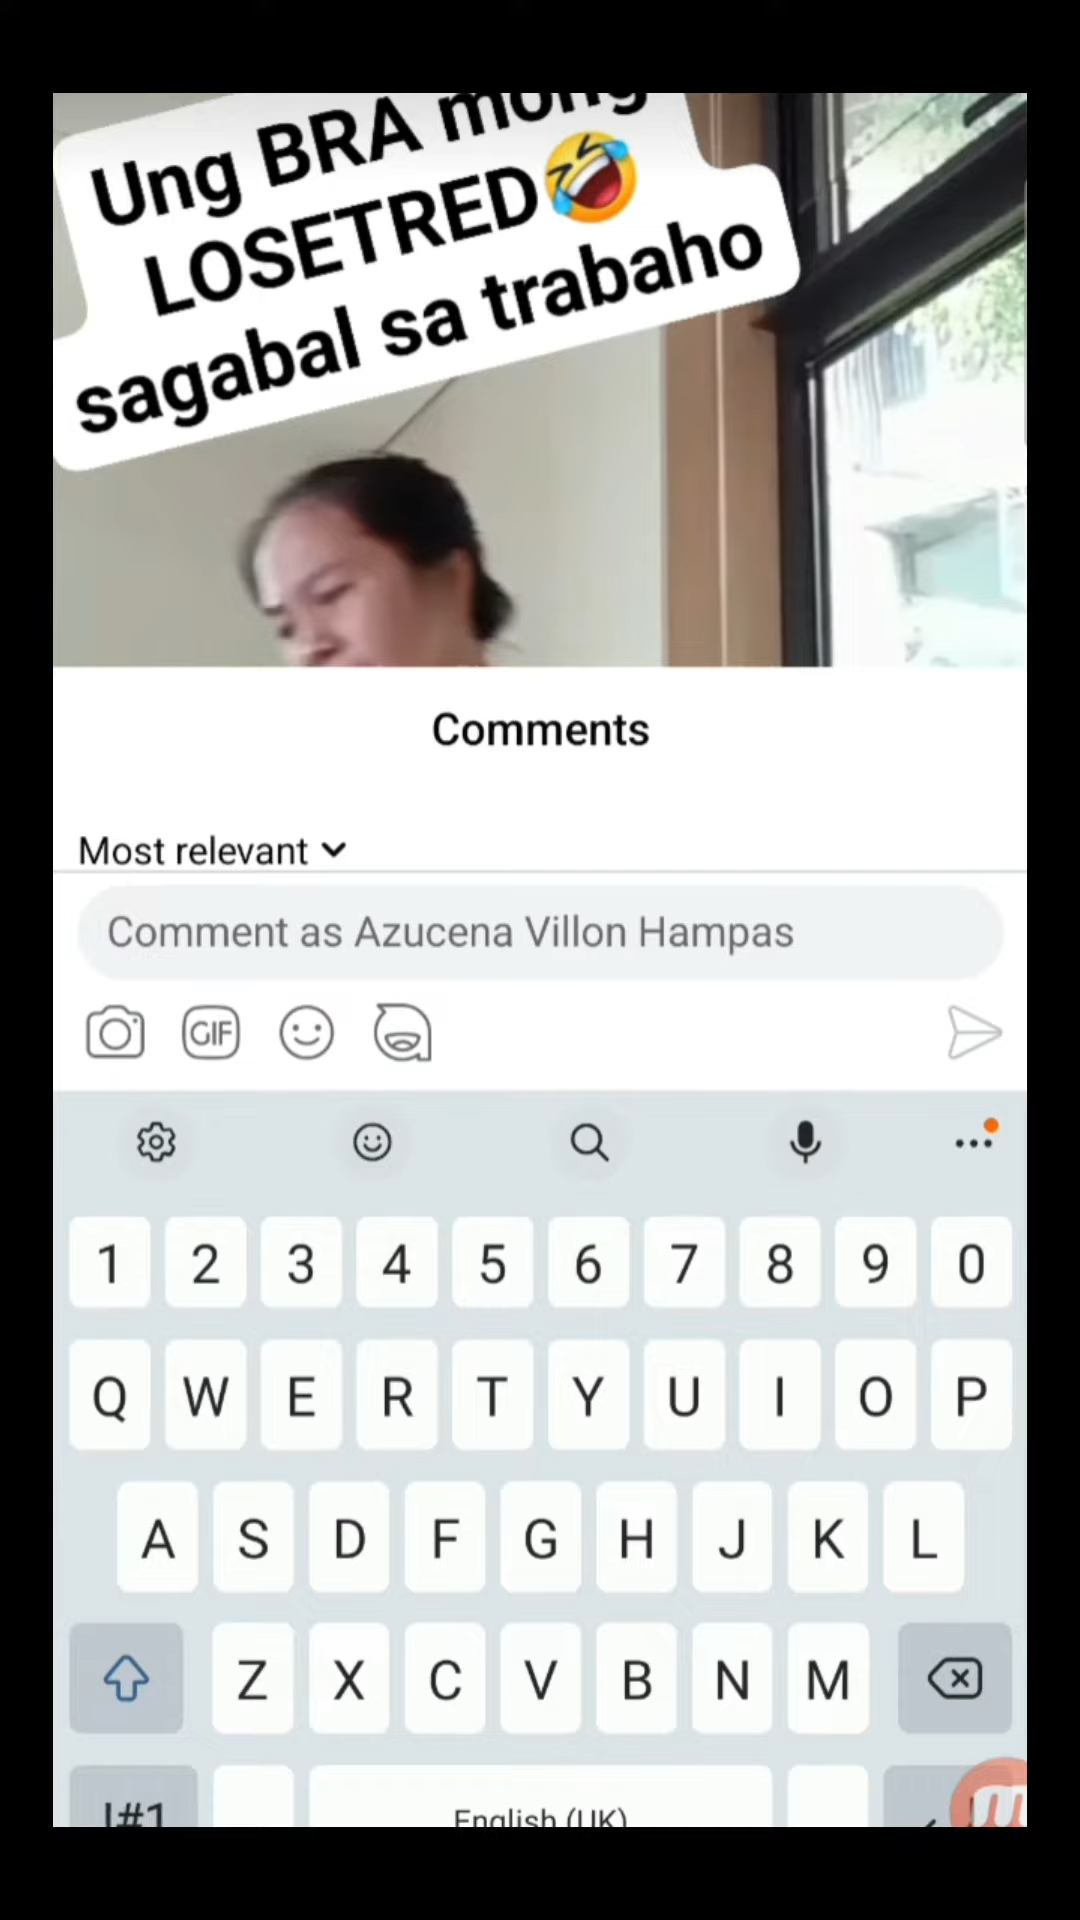 Ung BRA mong
LOSETRED
sagabal sa trabaho
Comments
Most relevant
Comment as Azucena Villon Hampas
GIF
1 2 3 4 5 6 7 8 9 0
Q W E R T Y U I O P
A S D F G H J K L
Z X C V B N M
!#1
English (UK)